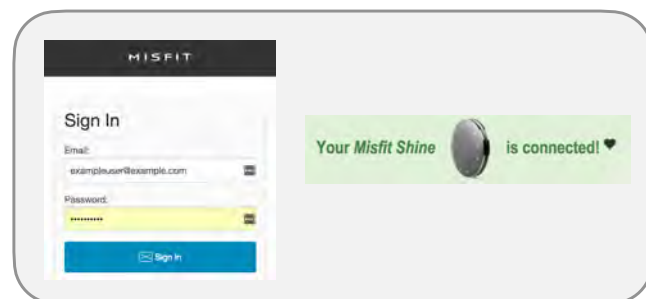 MISFIT
Sign In
Email:
exampleuser@example.com
Password:
••••••••••
Sign In
Your Misfit Shine is connected! ♥